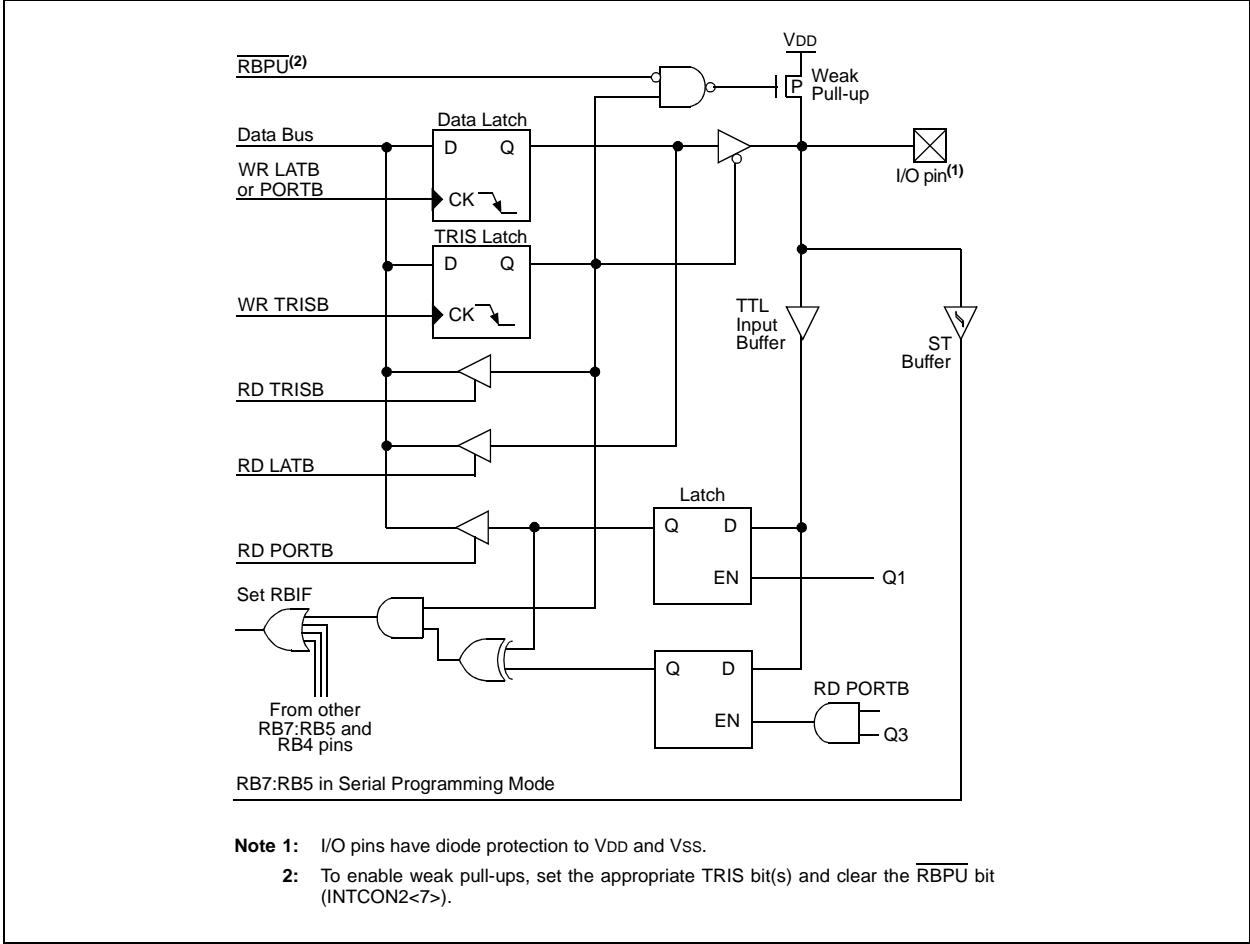 VDD
RBPU(2)
Weak
Pull-up
P
Data Bus
Data Latch
D Q
WR LATB
or PORTB
CK
I/O pin(1)
TRIS Latch
D Q
WR TRISB
CK
TTL
Input
Buffer
ST
Buffer
RD TRISB
RD LATB
Latch
Q D
RD PORTB
EN
Q1
Set RBIF
Q D
RD PORTB
EN
Q3
From other
RB7:RB5 and
RB4 pins
RB7:RB5 in Serial Programming Mode
Note 1: I/O pins have diode protection to VDD and VSS.
2: To enable weak pull-ups, set the appropriate TRIS bit(s) and clear the RBPU bit
(INTCON2<7>).